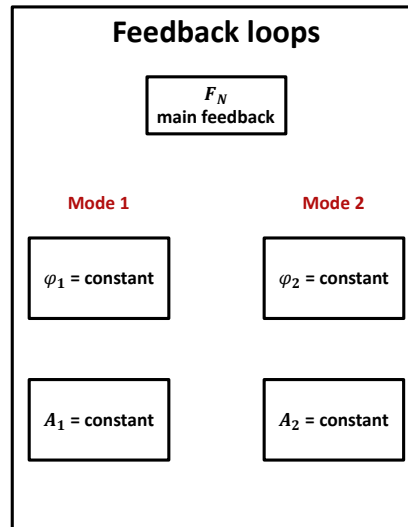 Feedback loops
F_N
main feedback
Mode 1 Mode 2
φ₁ = constant φ₂ = constant
A₁ = constant A₂ = constant